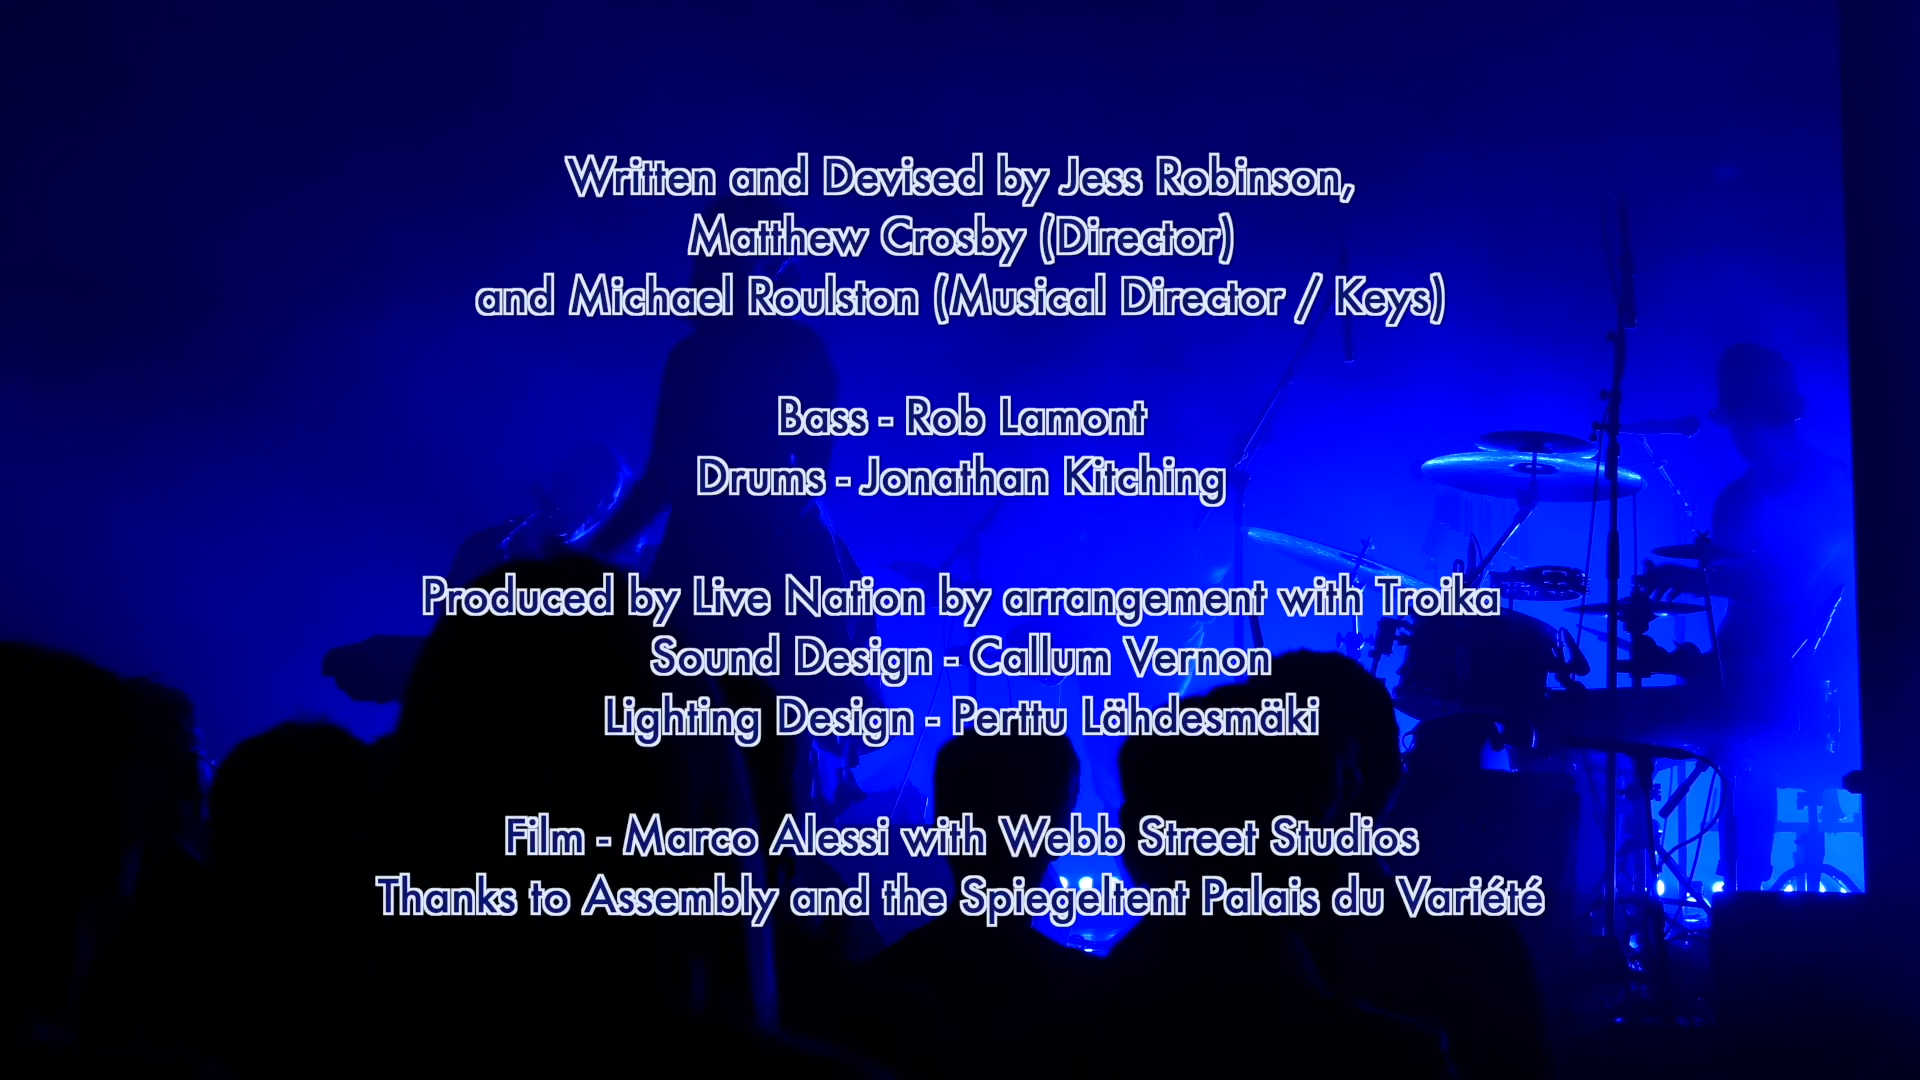 Written and Devised by Jess Robinson,
Matthew Crosby (Director)
and Michael Roulston (Musical Director / Keys)
Bass - Rob Lamont
Drums - Jonathan Kitching
Produced by Live Nation by arrangement with Troika
Sound Design - Callum Vernon
Lighting Design - Perttu Lähdesmäki
Film - Marco Alessi with Webb Street Studios
Thanks to Assembly and the Spiegeltent Palais du Variété